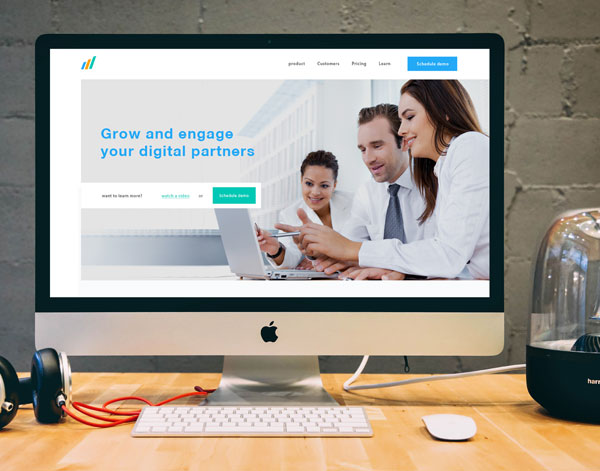 product Customers Pricing Learn Schedule demo
Grow and engage
your digital partners
want to learn more? watch a video or Schedule demo
harm